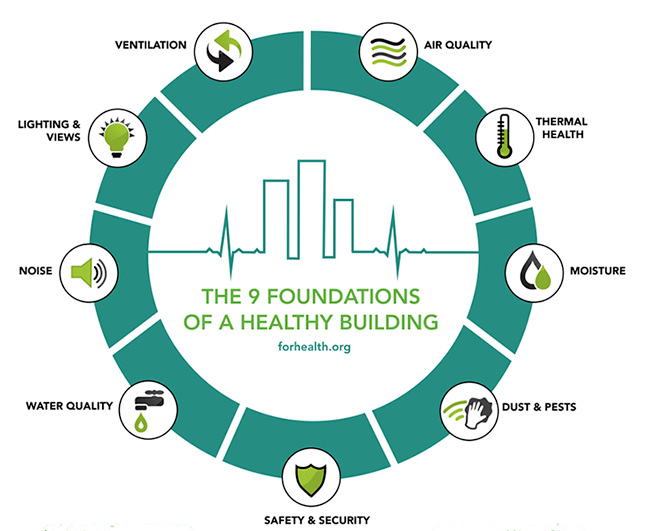 VENTILATION
AIR QUALITY
LIGHTING &
VIEWS
THERMAL
HEALTH
NOISE
MOISTURE
THE 9 FOUNDATIONS
OF A HEALTHY BUILDING
forhealth.org
WATER QUALITY
DUST & PESTS
SAFETY & SECURITY